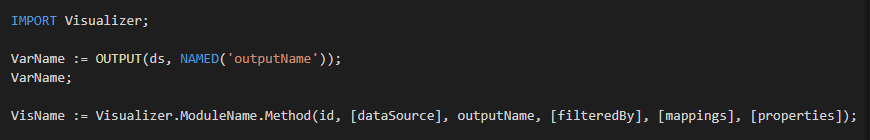 IMPORT Visualizer;
VarName := OUTPUT(ds, NAMED('outputName'));
VarName;
VisName := Visualizer.ModuleName.Method(id, [dataSource], outputName, [filteredBy], [mappings], [properties]);